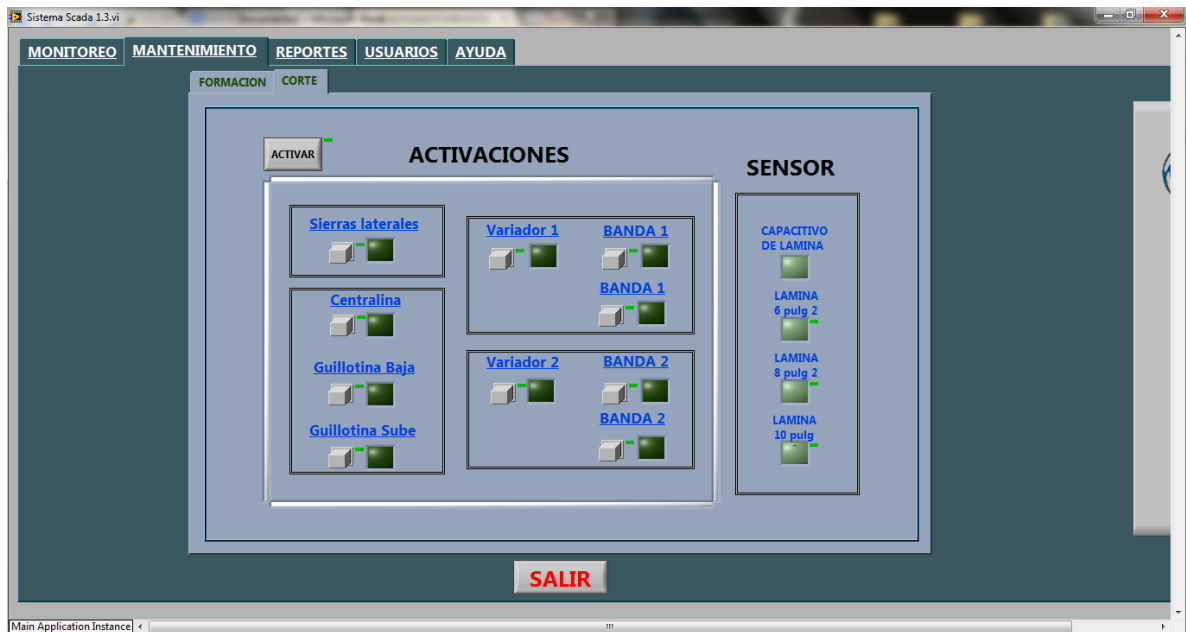 Sistema Scada 1.3.vi
MONITOREO MANTENIMIENTO REPORTES USUARIOS AYUDA
FORMACION CORTE
ACTIVAR
ACTIVACIONES
Sierras laterales
Centralina
Guillotina Baja
Guillotina Sube
Variador 1 BANDA 1
BANDA 1
Variador 2 BANDA 2
BANDA 2
SENSOR
CAPACITIVO
DE LAMINA
LAMINA
6 pulg 2
LAMINA
8 pulg 2
LAMINA
10 pulg
SALIR
Main Application Instance